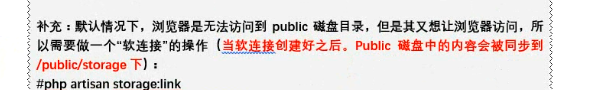 补充：默认情况下，浏览器是无法访问到 public 磁盘目录，但是其又想让浏览器访问，所
以需要做一个“软连接”的操作（当软连接创建好之后。Public 磁盘中的内容会被同步到
/public/storage 下）：
#php artisan storage:link